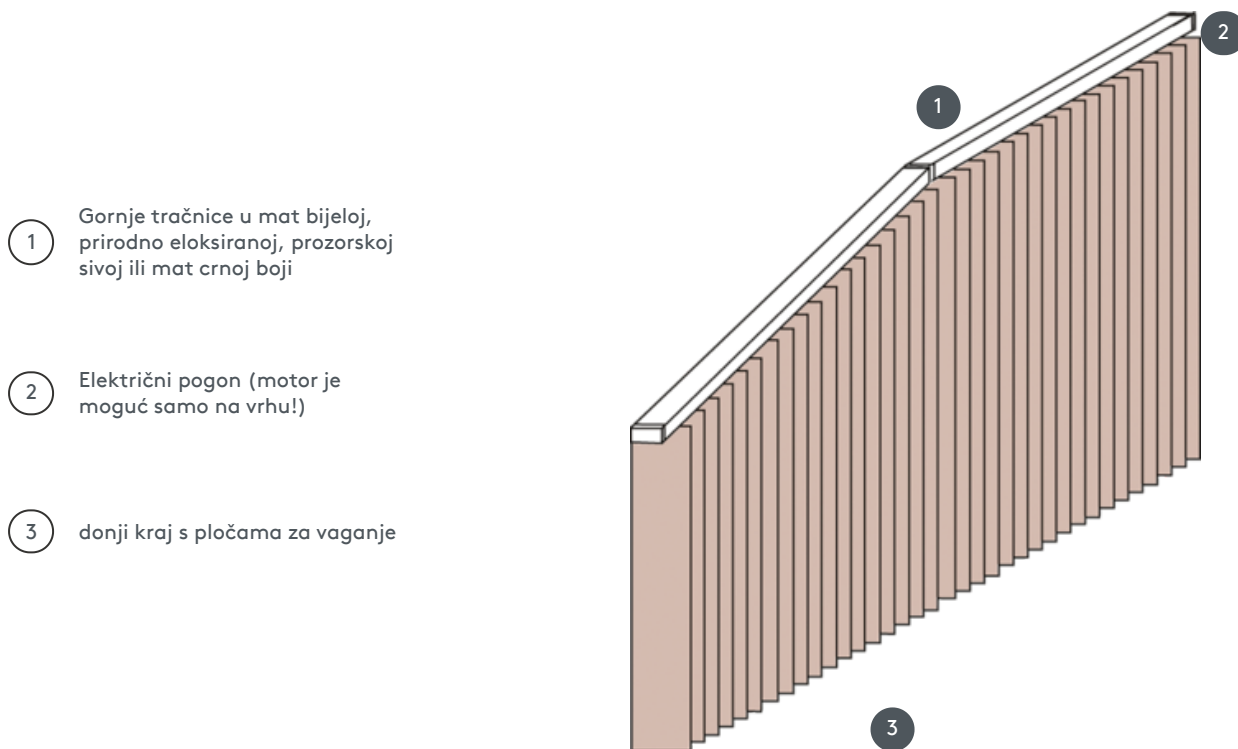 1
Gornje tračnice u mat bijeloj,
prirodno eloksiranoj, prozorskoj
sivoj ili mat crnoj boji
2
Električni pogon (motor je
moguć samo na vrhu!)
3
donji kraj s pločama za vaganje
1
2
3